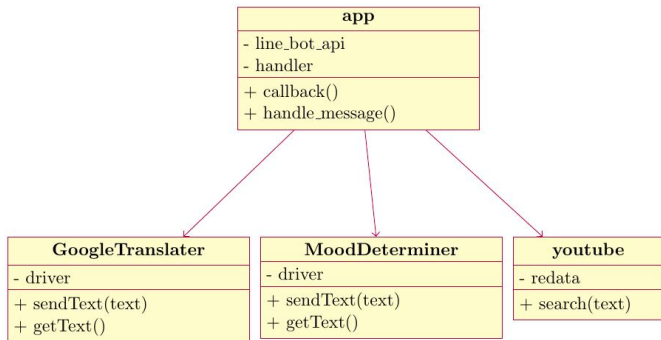 app
- line_bot_api
- handler
+ callback()
+ handle_message()
GoogleTranslater
- driver
+ sendText(text)
+ getText()
MoodDeterminer
- driver
+ sendText(text)
+ getText()
youtube
- redata
+ search(text)